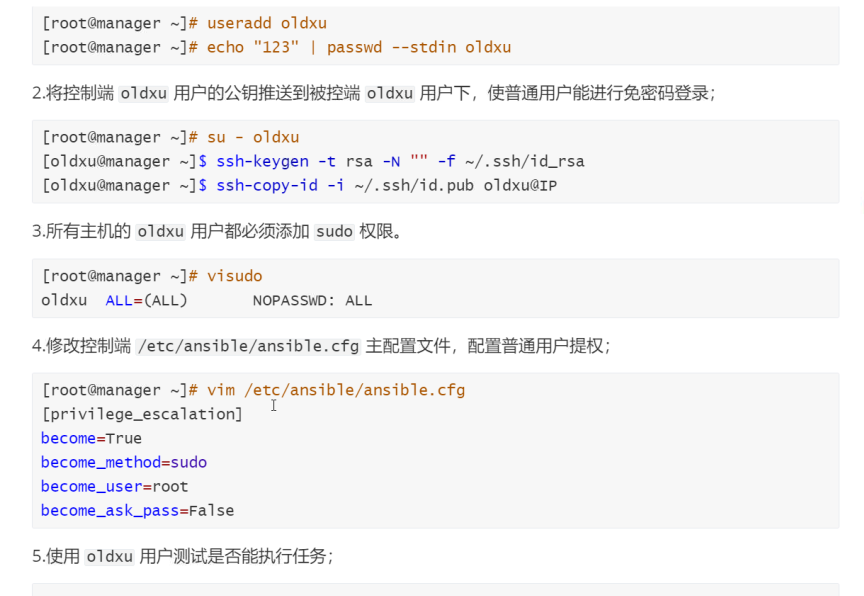 [root@manager ~]# useradd oldxu
[root@manager ~]# echo "123" | passwd --stdin oldxu
2.将控制端 oldxu 用户的公钥推送到被控端 oldxu 用户下，使普通用户能进行免密码登录；
[root@manager ~]# su - oldxu
[oldxu@manager ~]$ ssh-keygen -t rsa -N "" -f ~/.ssh/id_rsa
[oldxu@manager ~]$ ssh-copy-id -i ~/.ssh/id.pub oldxu@IP
3.所有主机的 oldxu 用户都必须添加 sudo 权限。
[root@manager ~]# visudo
oldxu  ALL=(ALL)       NOPASSWD: ALL
4.修改控制端 /etc/ansible/ansible.cfg 主配置文件，配置普通用户提权；
[root@manager ~]# vim /etc/ansible/ansible.cfg
[privilege_escalation]
become=True
become_method=sudo
become_user=root
become_ask_pass=False
5.使用 oldxu 用户测试是否能执行任务；